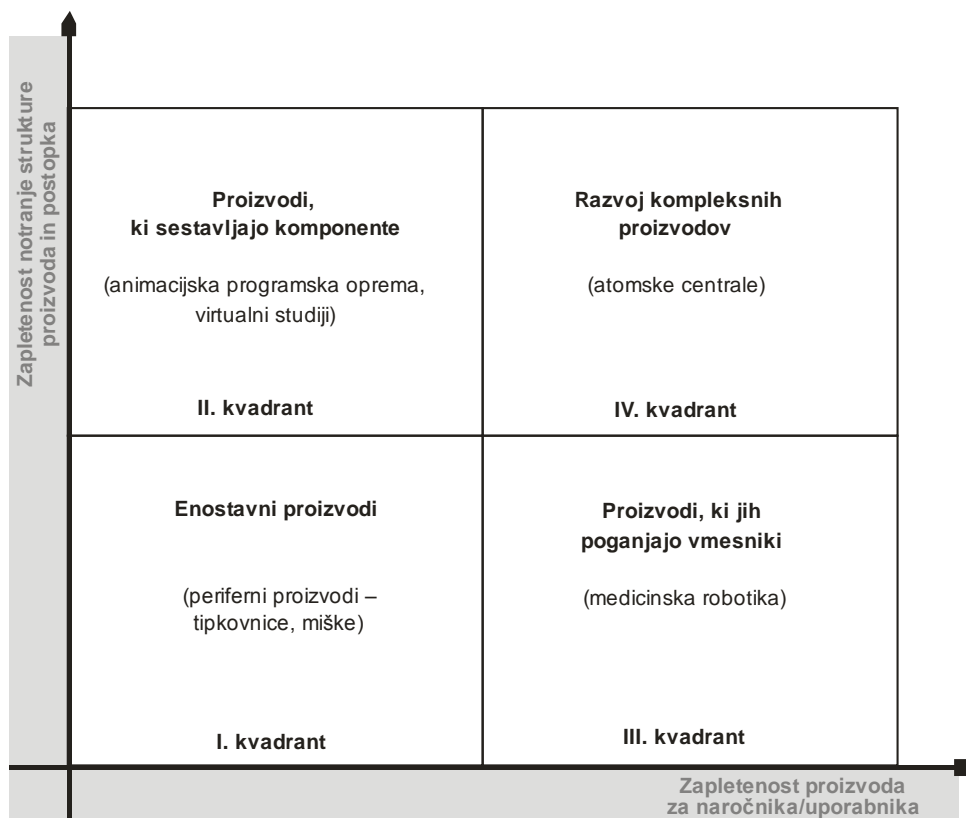 Zapletenost notranje strukture
proizvoda in postopka
Proizvodi,
ki sestavljajo komponente
(animacijska programska oprema,
virtualni studiji)
II. kvadrant
Razvoj kompleksnih
proizvodov
(atomske centrale)
IV. kvadrant
Enostavni proizvodi
(periferni proizvodi –
tipkovnice, miške)
I. kvadrant
Proizvodi, ki jih
poganjajo vmesniki
(medicinska robotika)
III. kvadrant
Zapletenost proizvoda
za naročnika/uporabnika